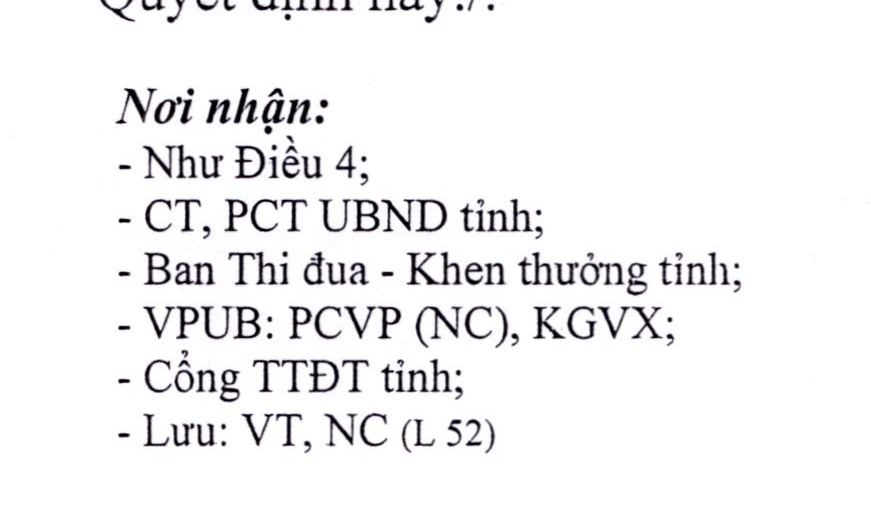 Quyết định này./.
Nơi nhận:
- Như Điều 4;
- CT, PCT UBND tỉnh;
- Ban Thi đua - Khen thưởng tỉnh;
- VPUB: PCVP (NC), KGVX;
- Cổng TTĐT tỉnh;
- Lưu: VT, NC (L 52)